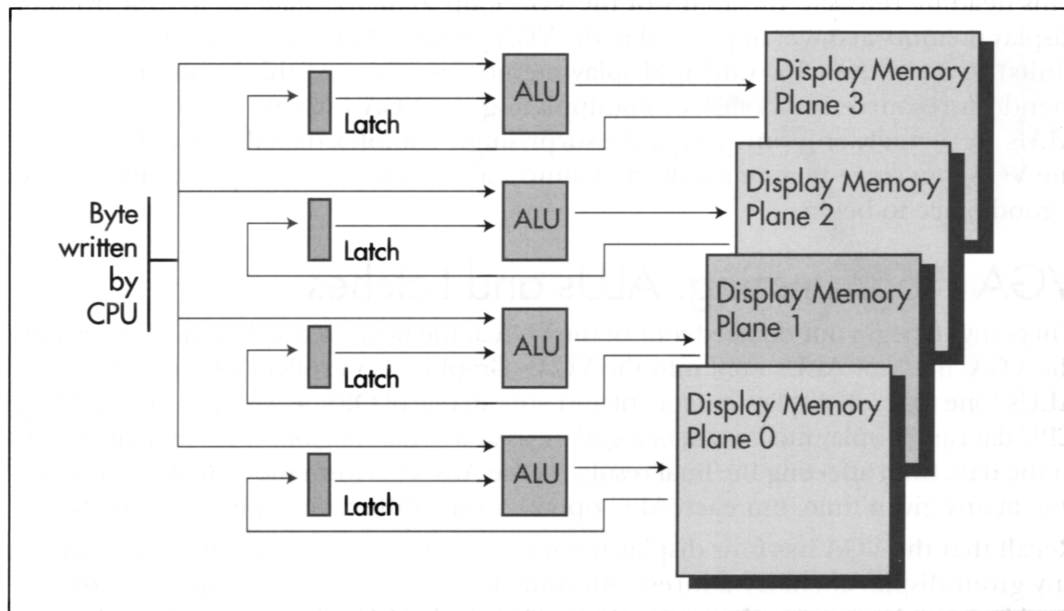 Display Memory
Plane 3
ALU
Latch
Display Memory
Plane 2
ALU
Latch
Byte
written
by
CPU
Display Memory
Plane 1
ALU
Latch
Display Memory
Plane 0
ALU
Latch